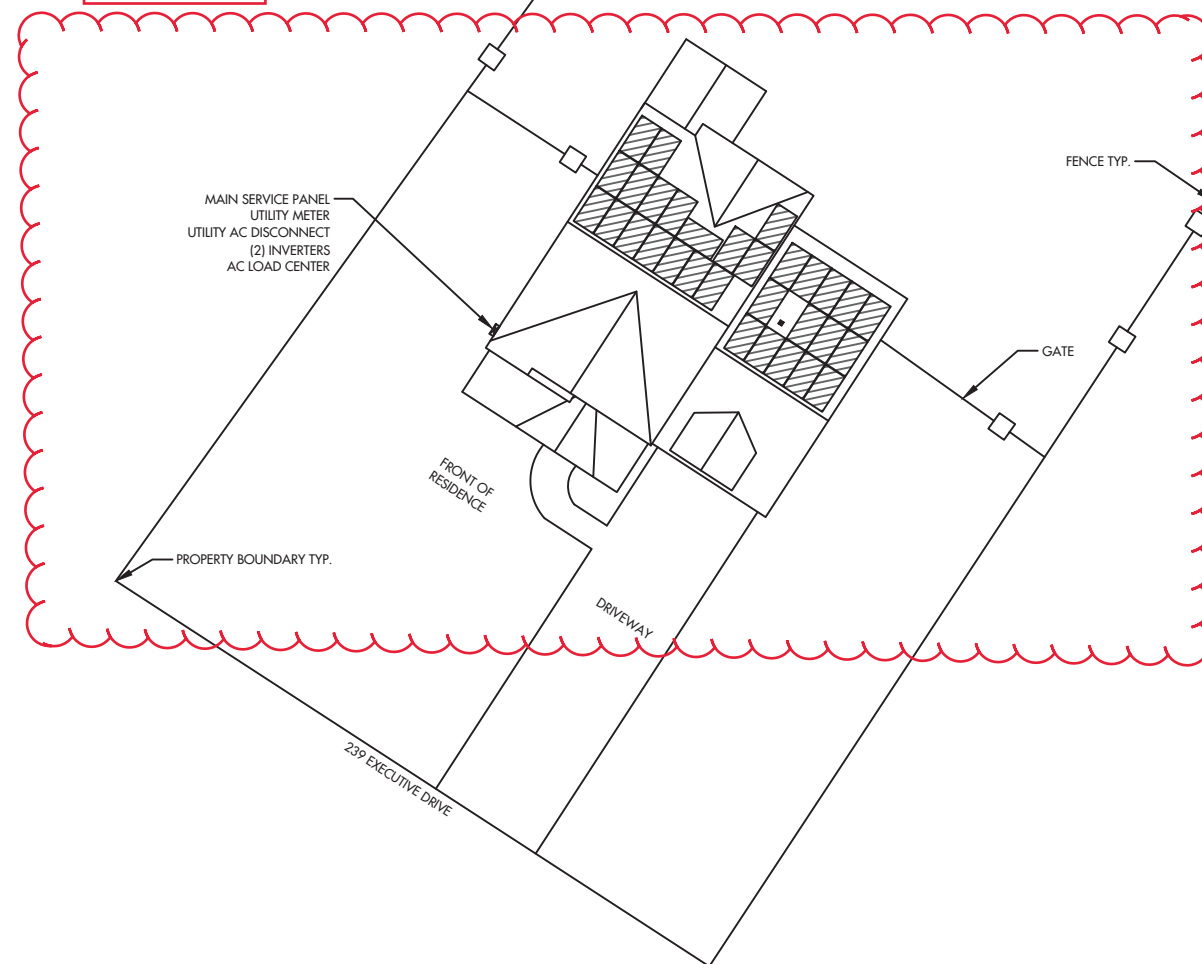 FENCE TYP.
MAIN SERVICE PANEL
UTILITY METER
UTILITY AC DISCONNECT
(2) INVERTERS
AC LOAD CENTER
GATE
FRONT OF
RESIDENCE
PROPERTY BOUNDARY TYP.
DRIVEWAY
239 EXECUTIVE DRIVE